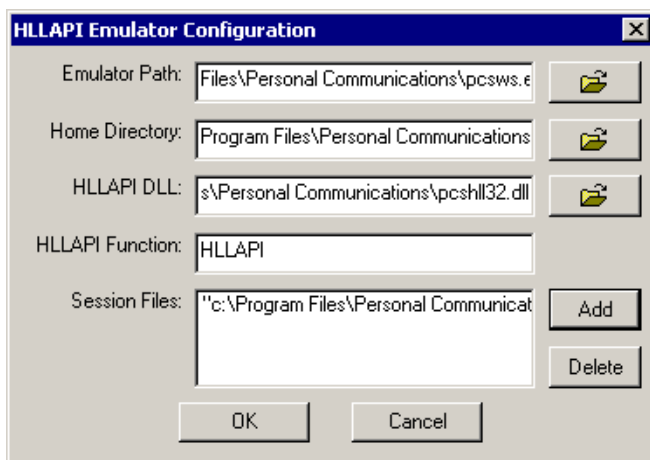 HLLAPI Emulator Configuration
Emulator Path: Files\Personal Communications\pcsws.e
Home Directory: Program Files\Personal Communications
HLLAPI DLL: s\Personal Communications\pcshll32.dll
HLLAPI Function: HLLAPI
Session Files: "c:\Program Files\Personal Communicat
Add
Delete
OK Cancel